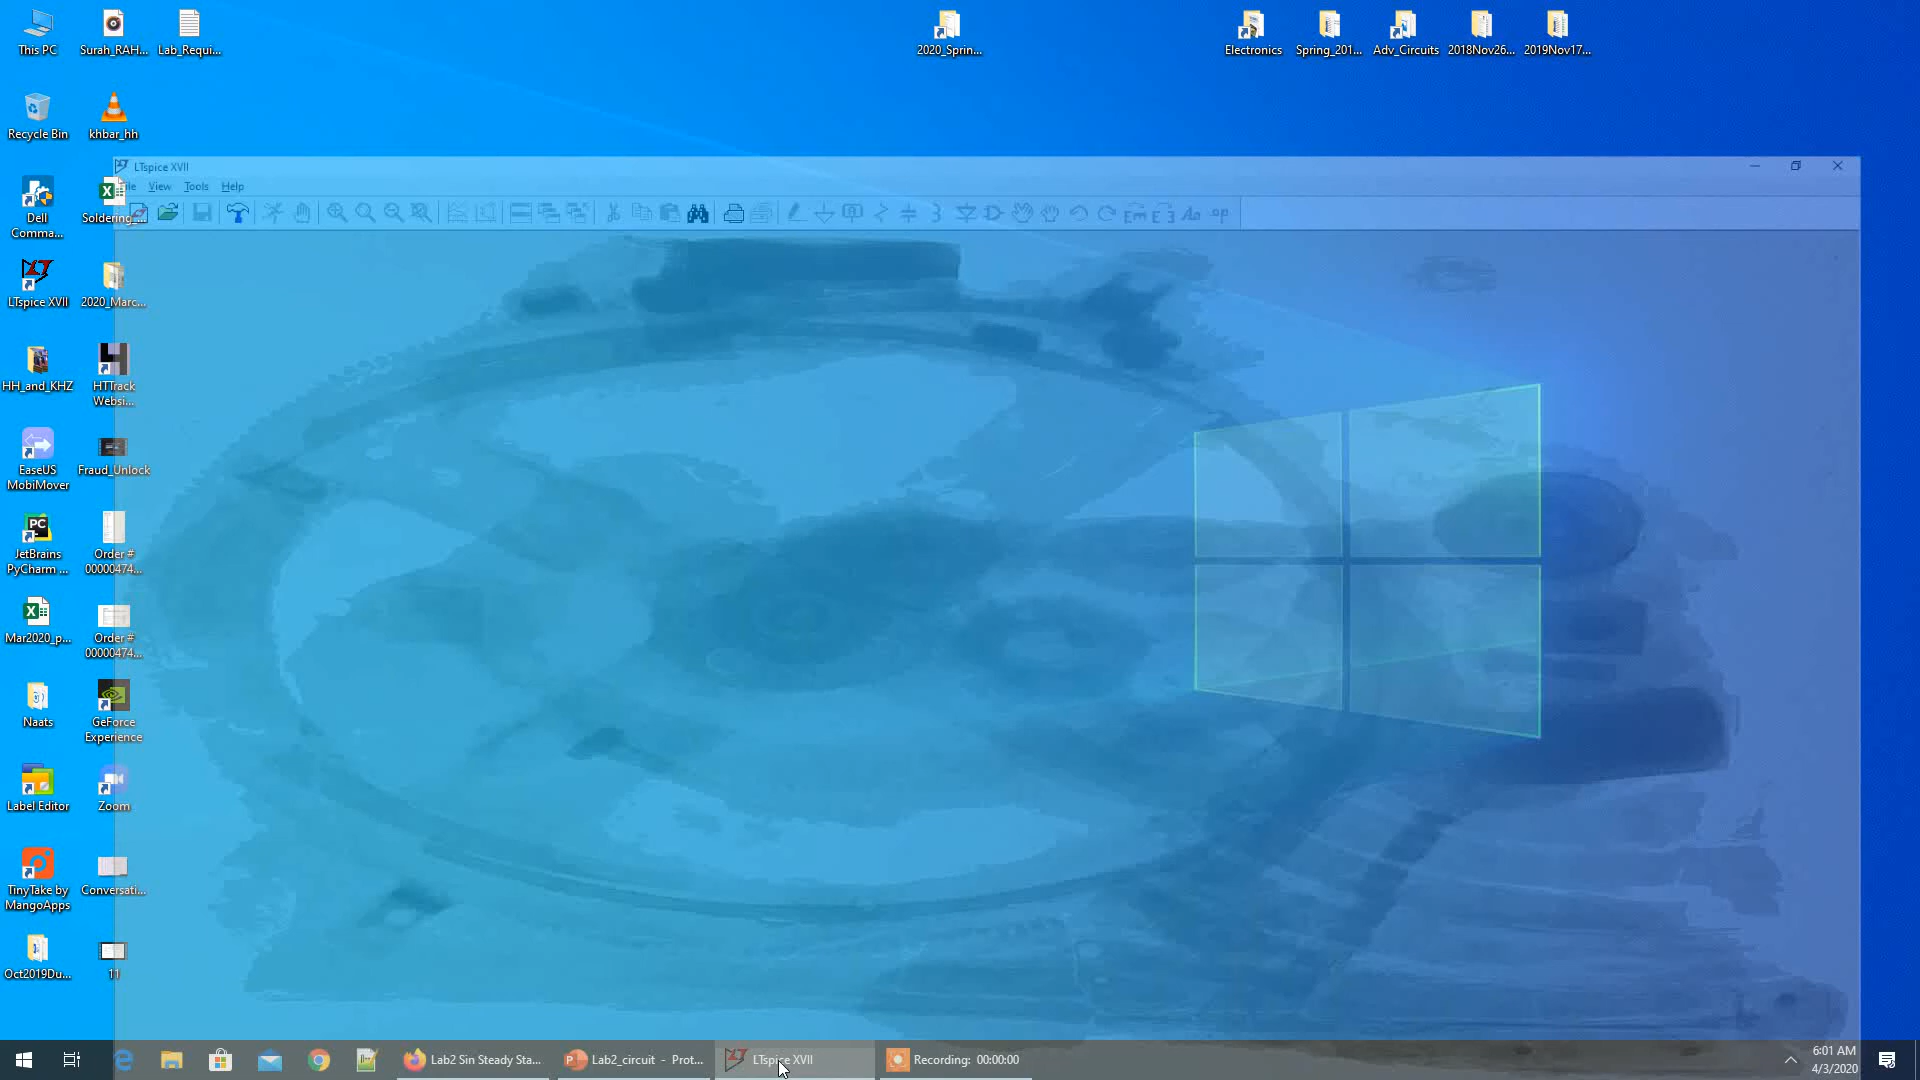 This PC
Surah_RAH...
Lab_Requi...
2020_Sprin...
Electronics
Spring_201...
Adv_Circuits
2018Nov26...
2019Nov17...
Recycle Bin
khbar_hh
LTspice XVII
File View Tools Help
Dell
Comma...
Soldering_...
LTspice XVII
2020_Marc...
HH_and_KHZ
HTTrack
Websi...
EaseUS
MobiMover
Fraud_Unlock
PC
JetBrains
PyCharm ...
Order #
00000474...
Mar2020_p...
Order #
00000474...
Naats
GeForce
Experience
Label Editor
Zoom
TinyTake by
MangoApps
Conversati...
Oct2019Du...
11
Lab2 Sin Steady Sta...
Lab2_circuit - Prot...
LTspice XVII
Recording: 00:00:00
6:01 AM
4/3/2020